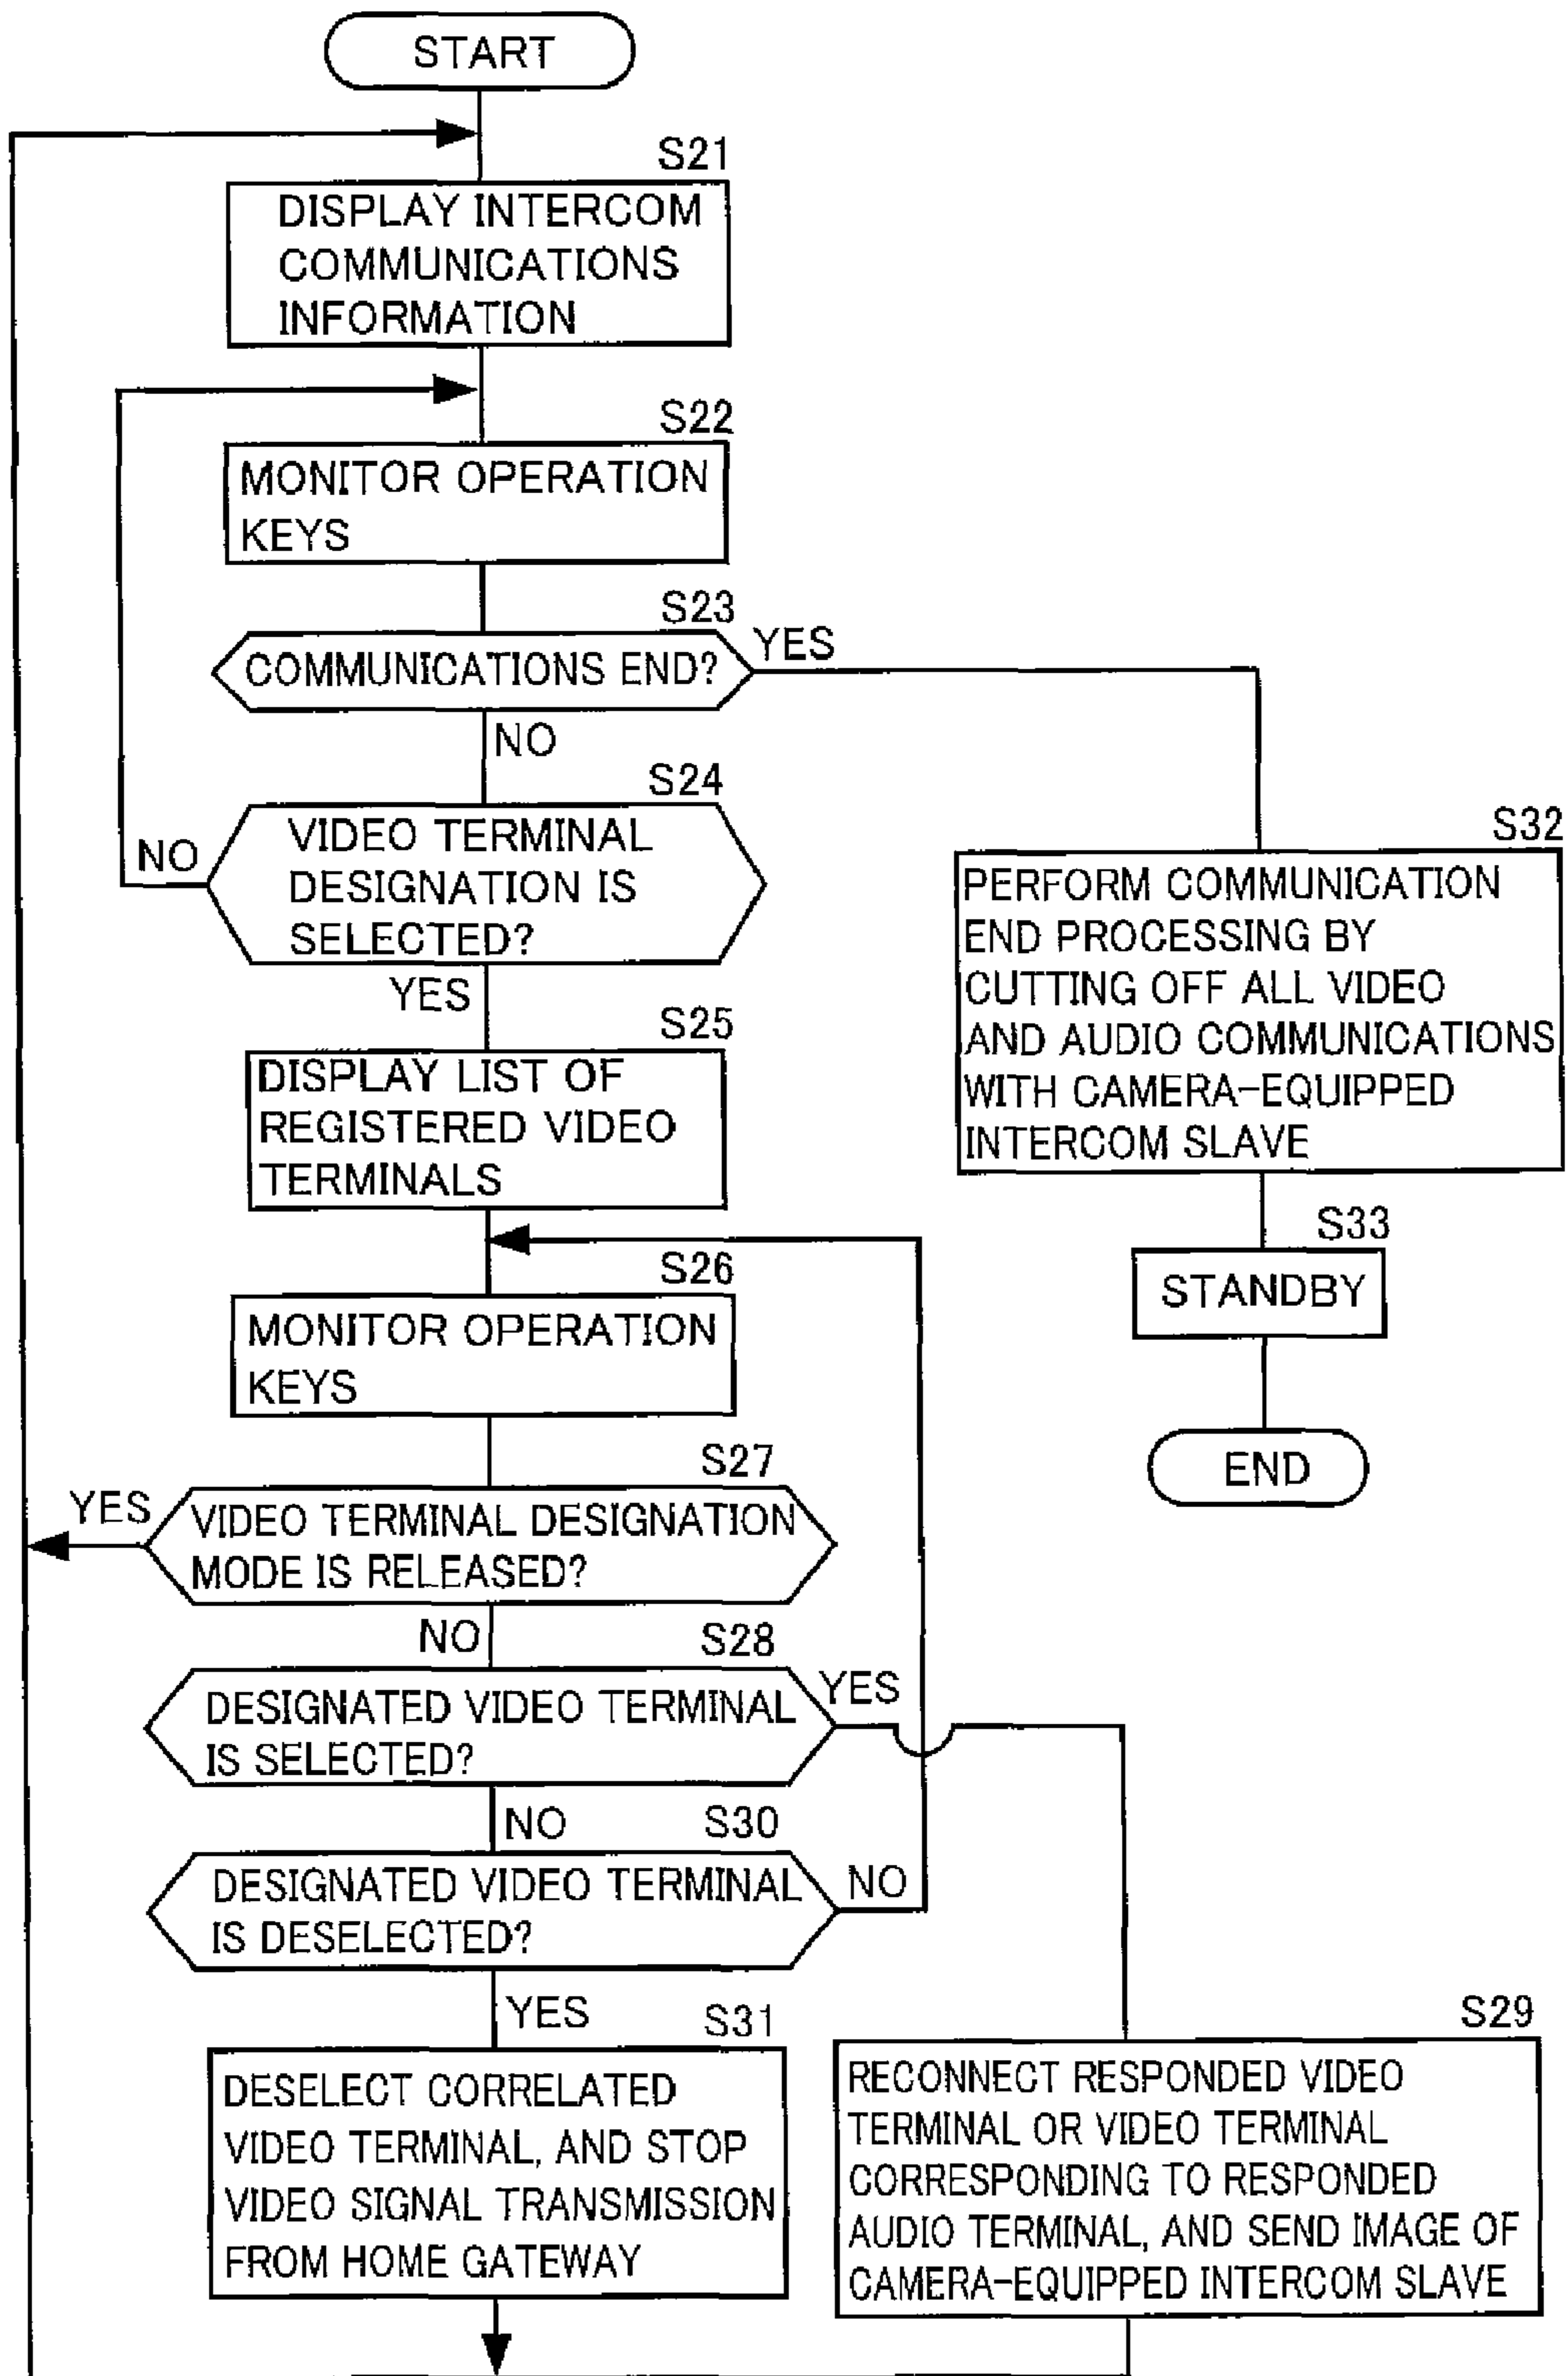 START
S21
DISPLAY INTERCOM
COMMUNICATIONS
INFORMATION
S22
MONITOR OPERATION
KEYS
S23
COMMUNICATIONS END?
YES
NO
S24
VIDEO TERMINAL
DESIGNATION IS
SELECTED?
NO
YES
S25
DISPLAY LIST OF
REGISTERED VIDEO
TERMINALS
S26
MONITOR OPERATION
KEYS
S27
VIDEO TERMINAL DESIGNATION
MODE IS RELEASED?
YES
NO
S28
DESIGNATED VIDEO TERMINAL
IS SELECTED?
YES
NO
S30
DESIGNATED VIDEO TERMINAL
IS DESELECTED?
NO
YES
S31
DESELECT CORRELATED
VIDEO TERMINAL, AND STOP
VIDEO SIGNAL TRANSMISSION
FROM HOME GATEWAY
S29
RECONNECT RESPONDED VIDEO
TERMINAL OR VIDEO TERMINAL
CORRESPONDING TO RESPONDED
AUDIO TERMINAL, AND SEND IMAGE OF
CAMERA-EQUIPPED INTERCOM SLAVE
S32
PERFORM COMMUNICATION
END PROCESSING BY
CUTTING OFF ALL VIDEO
AND AUDIO COMMUNICATIONS
WITH CAMERA-EQUIPPED
INTERCOM SLAVE
S33
STANDBY
END